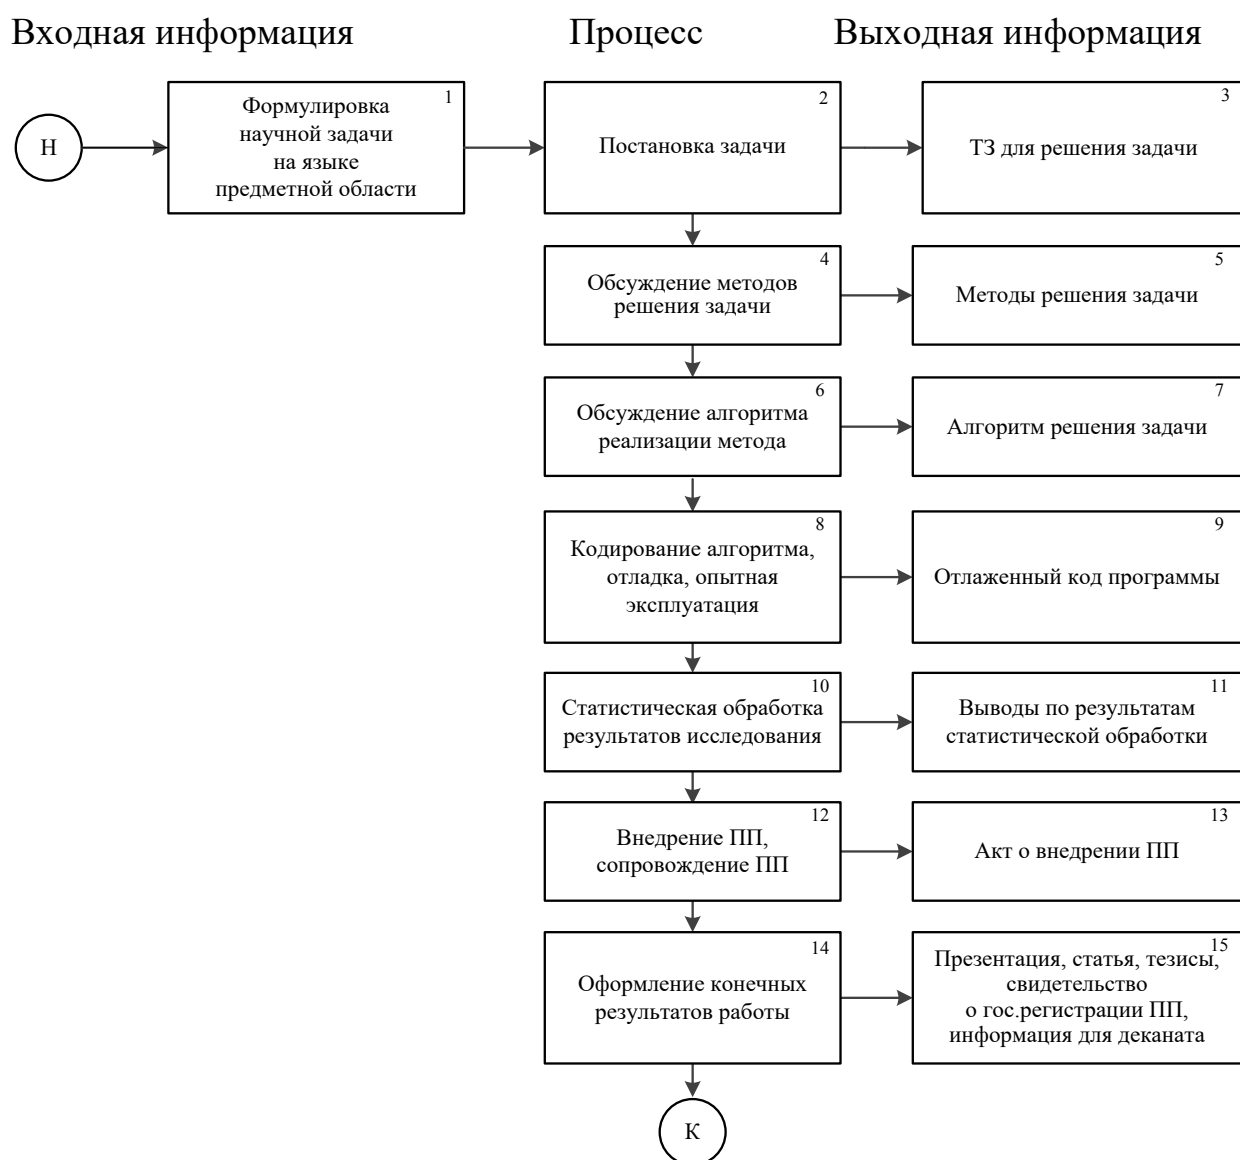 Входная информация
Процесс
Выходная информация
Н
1
Формулировка
научной задачи
на языке
предметной области
2
Постановка задачи
3
ТЗ для решения задачи
4
Обсуждение методов
решения задачи
5
Методы решения задачи
6
Обсуждение алгоритма
реализации метода
7
Алгоритм решения задачи
8
Кодирование алгоритма,
отладка, опытная
эксплуатация
9
Отлаженный код программы
10
Статистическая обработка
результатов исследования
11
Выводы по результатам
статистической обработки
12
Внедрение ПП,
сопровождение ПП
13
Акт о внедрении ПП
14
Оформление конечных
результатов работы
15
Презентация, статья, тезисы,
свидетельство
о гос.регистрации ПП,
информация для деканата
К